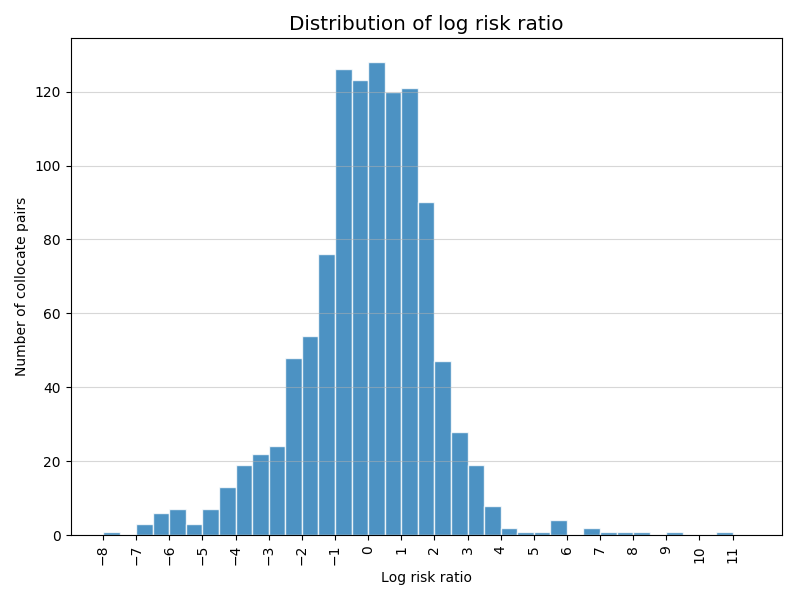 Distribution of log risk ratio
120
100
80
60
40
20
0
Number of collocate pairs
−8 −7 −6 −5 −4 −3 −2 −1 0 1 2 3 4 5 6 7 8 9 10 11
Log risk ratio